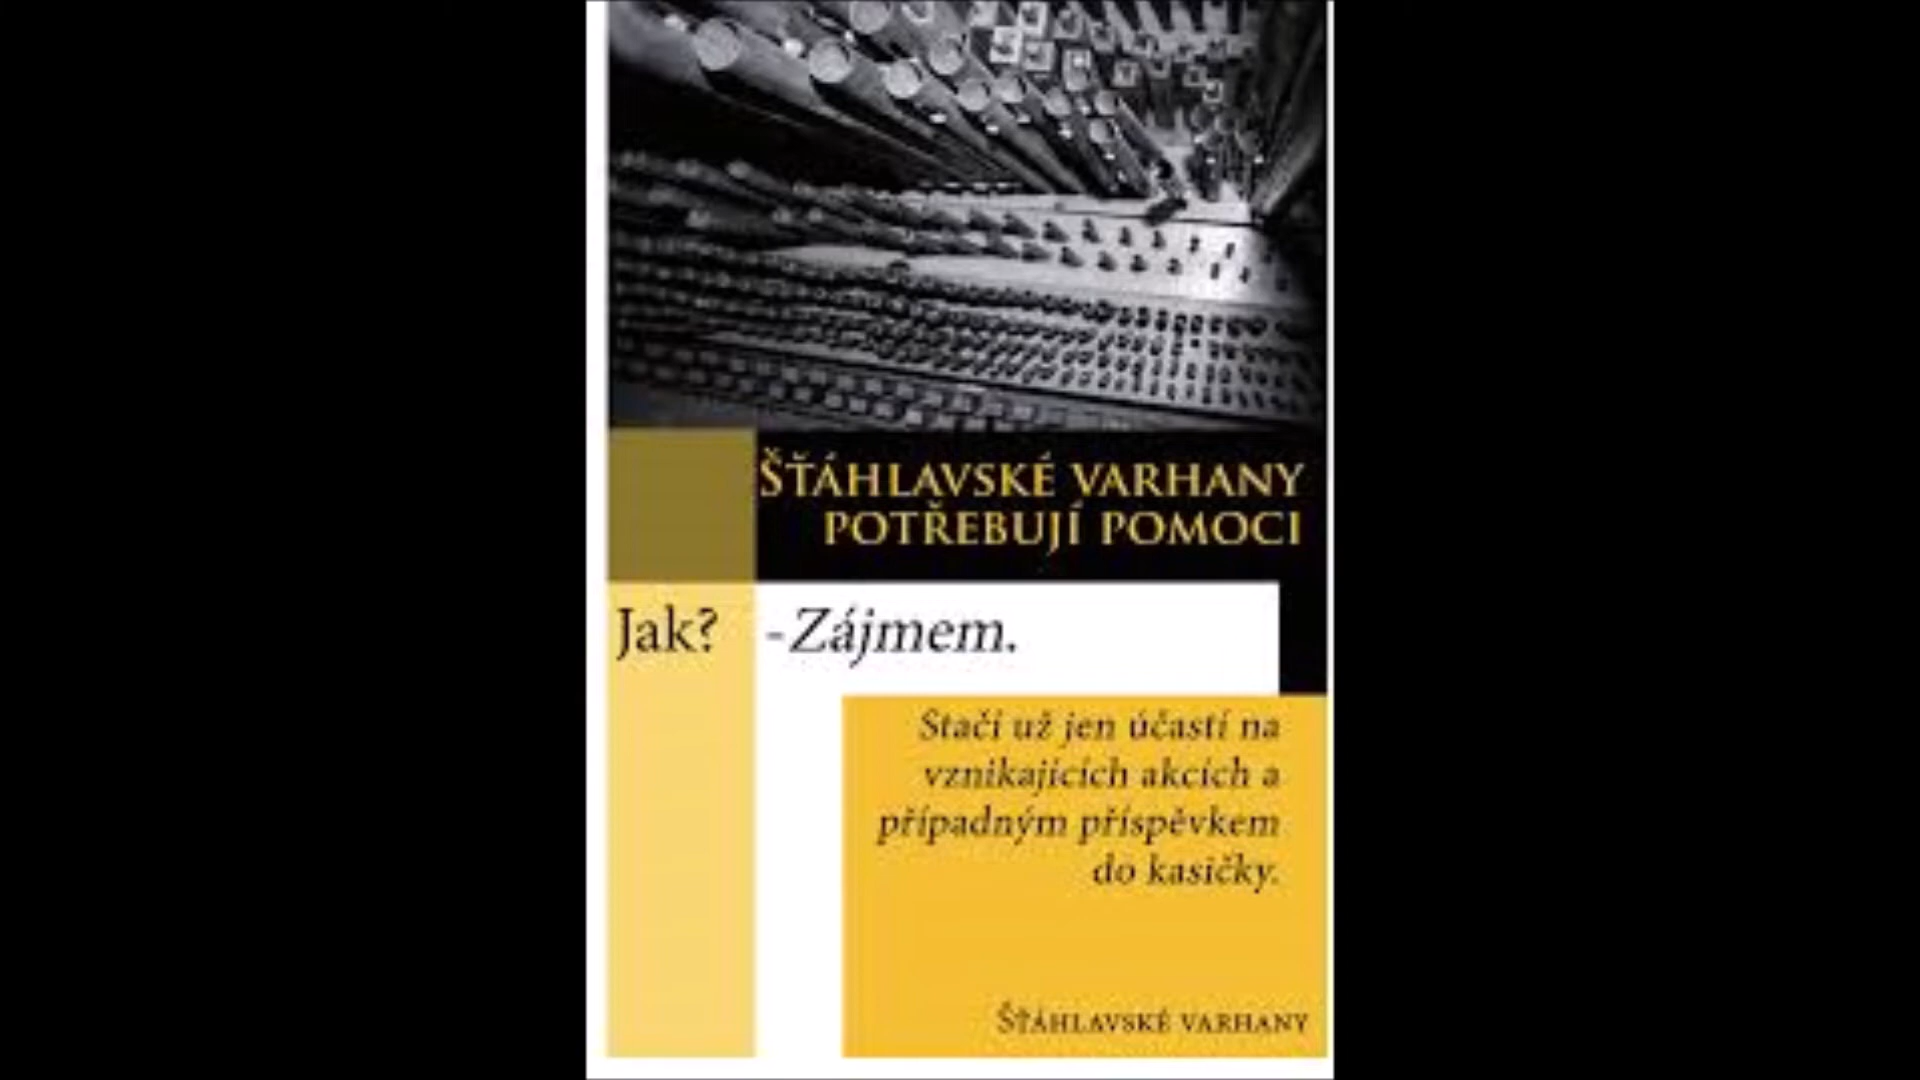 ŠŤÁHLAVSKÉ VARHANY
POTŘEBUJÍ POMOCI
Jak? -Zájmem.
Stačí už jen účastí na
vznikajících akcích a
případným příspěvkem
do kasičky.
ŠŤÁHLAVSKÉ VARHANY